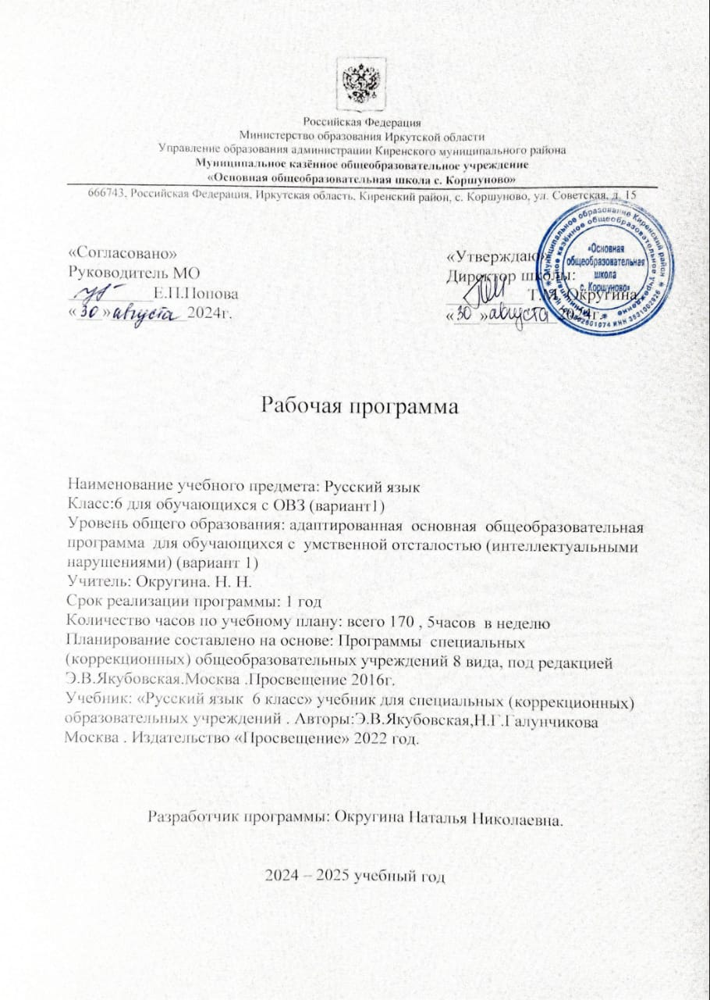 Российская Федерация
Министерство образования Иркутской области
Управление образования администрации Киренского муниципального района
Муниципальное казённое общеобразовательное учреждение
«Основная общеобразовательная школа с. Коршуново»
666743, Российская Федерация, Иркутская область, Киренский район, с. Коршуново, ул. Советская, д. 15
«Согласовано»
Руководитель МО
Е.П.Попова
«30» августа 2024г.
«Утверждаю»
Директор школы:
Т.М. Округина
«30» августа 2024г.
Муниципальное образование Киренский район
Муниципальное казённое общеобразовательное учреждение
ИНН 3831002926
«Основная
общеобразовательная
школа
с. Коршуново»
Рабочая программа
Наименование учебного предмета: Русский язык
Класс:6 для обучающихся с ОВЗ (вариант1)
Уровень общего образования: адаптированная основная общеобразовательная
программа для обучающихся с умственной отсталостью (интеллектуальными
нарушениями) (вариант 1)
Учитель: Округина. Н. Н.
Срок реализации программы: 1 год
Количество часов по учебному плану: всего 170 , 5часов в неделю
Планирование составлено на основе: Программы специальных
(коррекционных) общеобразовательных учреждений 8 вида, под редакцией
Э.В.Якубовская.Москва .Просвещение 2016г.
Учебник: «Русский язык 6 класс» учебник для специальных (коррекционных)
образовательных учреждений . Авторы:Э.В.Якубовская,Н.Г.Галунчикова
Москва . Издательство «Просвещение» 2022 год.
Разработчик программы: Округина Наталья Николаевна.
2024 – 2025 учебный год